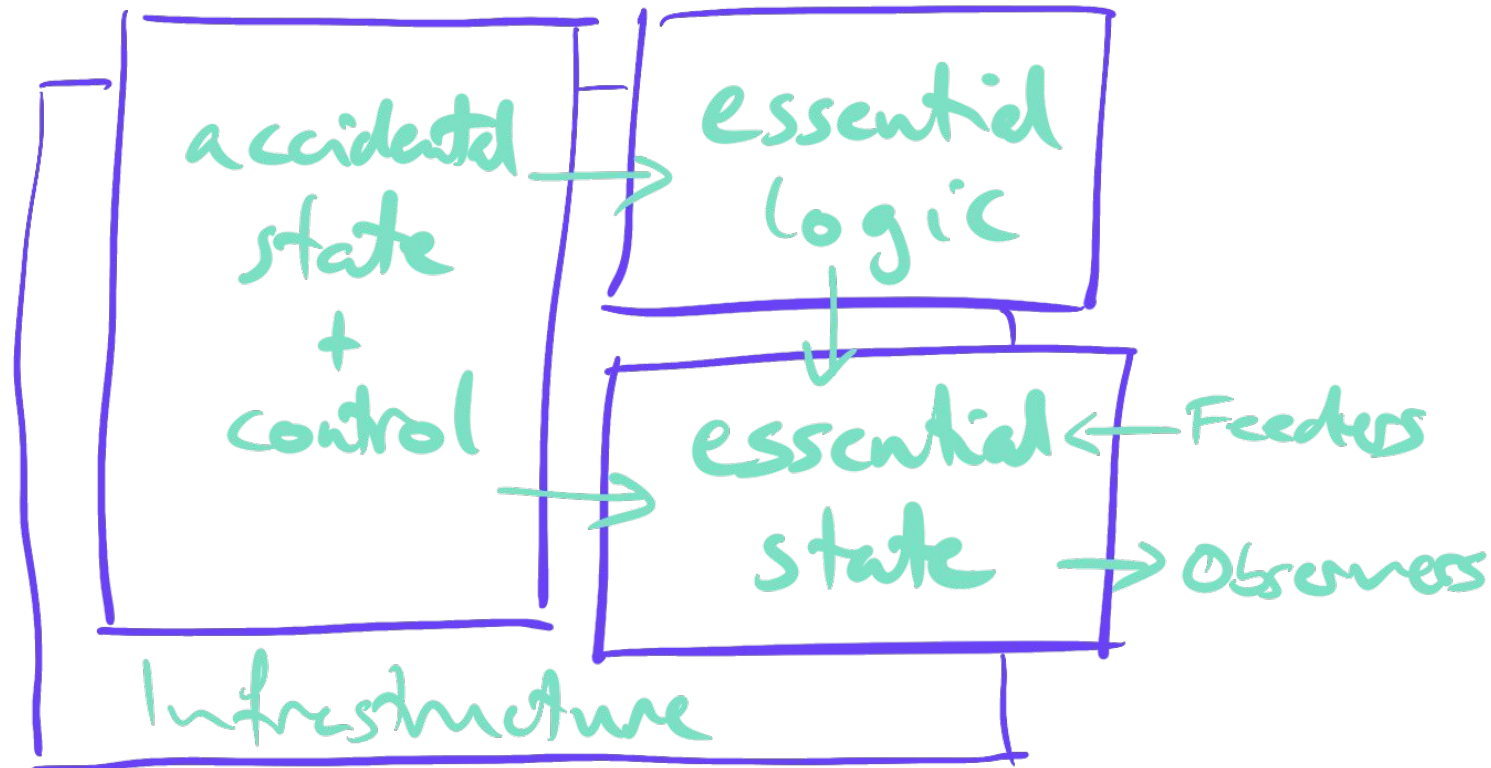 accidental
state
+
control
essential
logic
essential
state
Feeders
Observers
Infrastructure